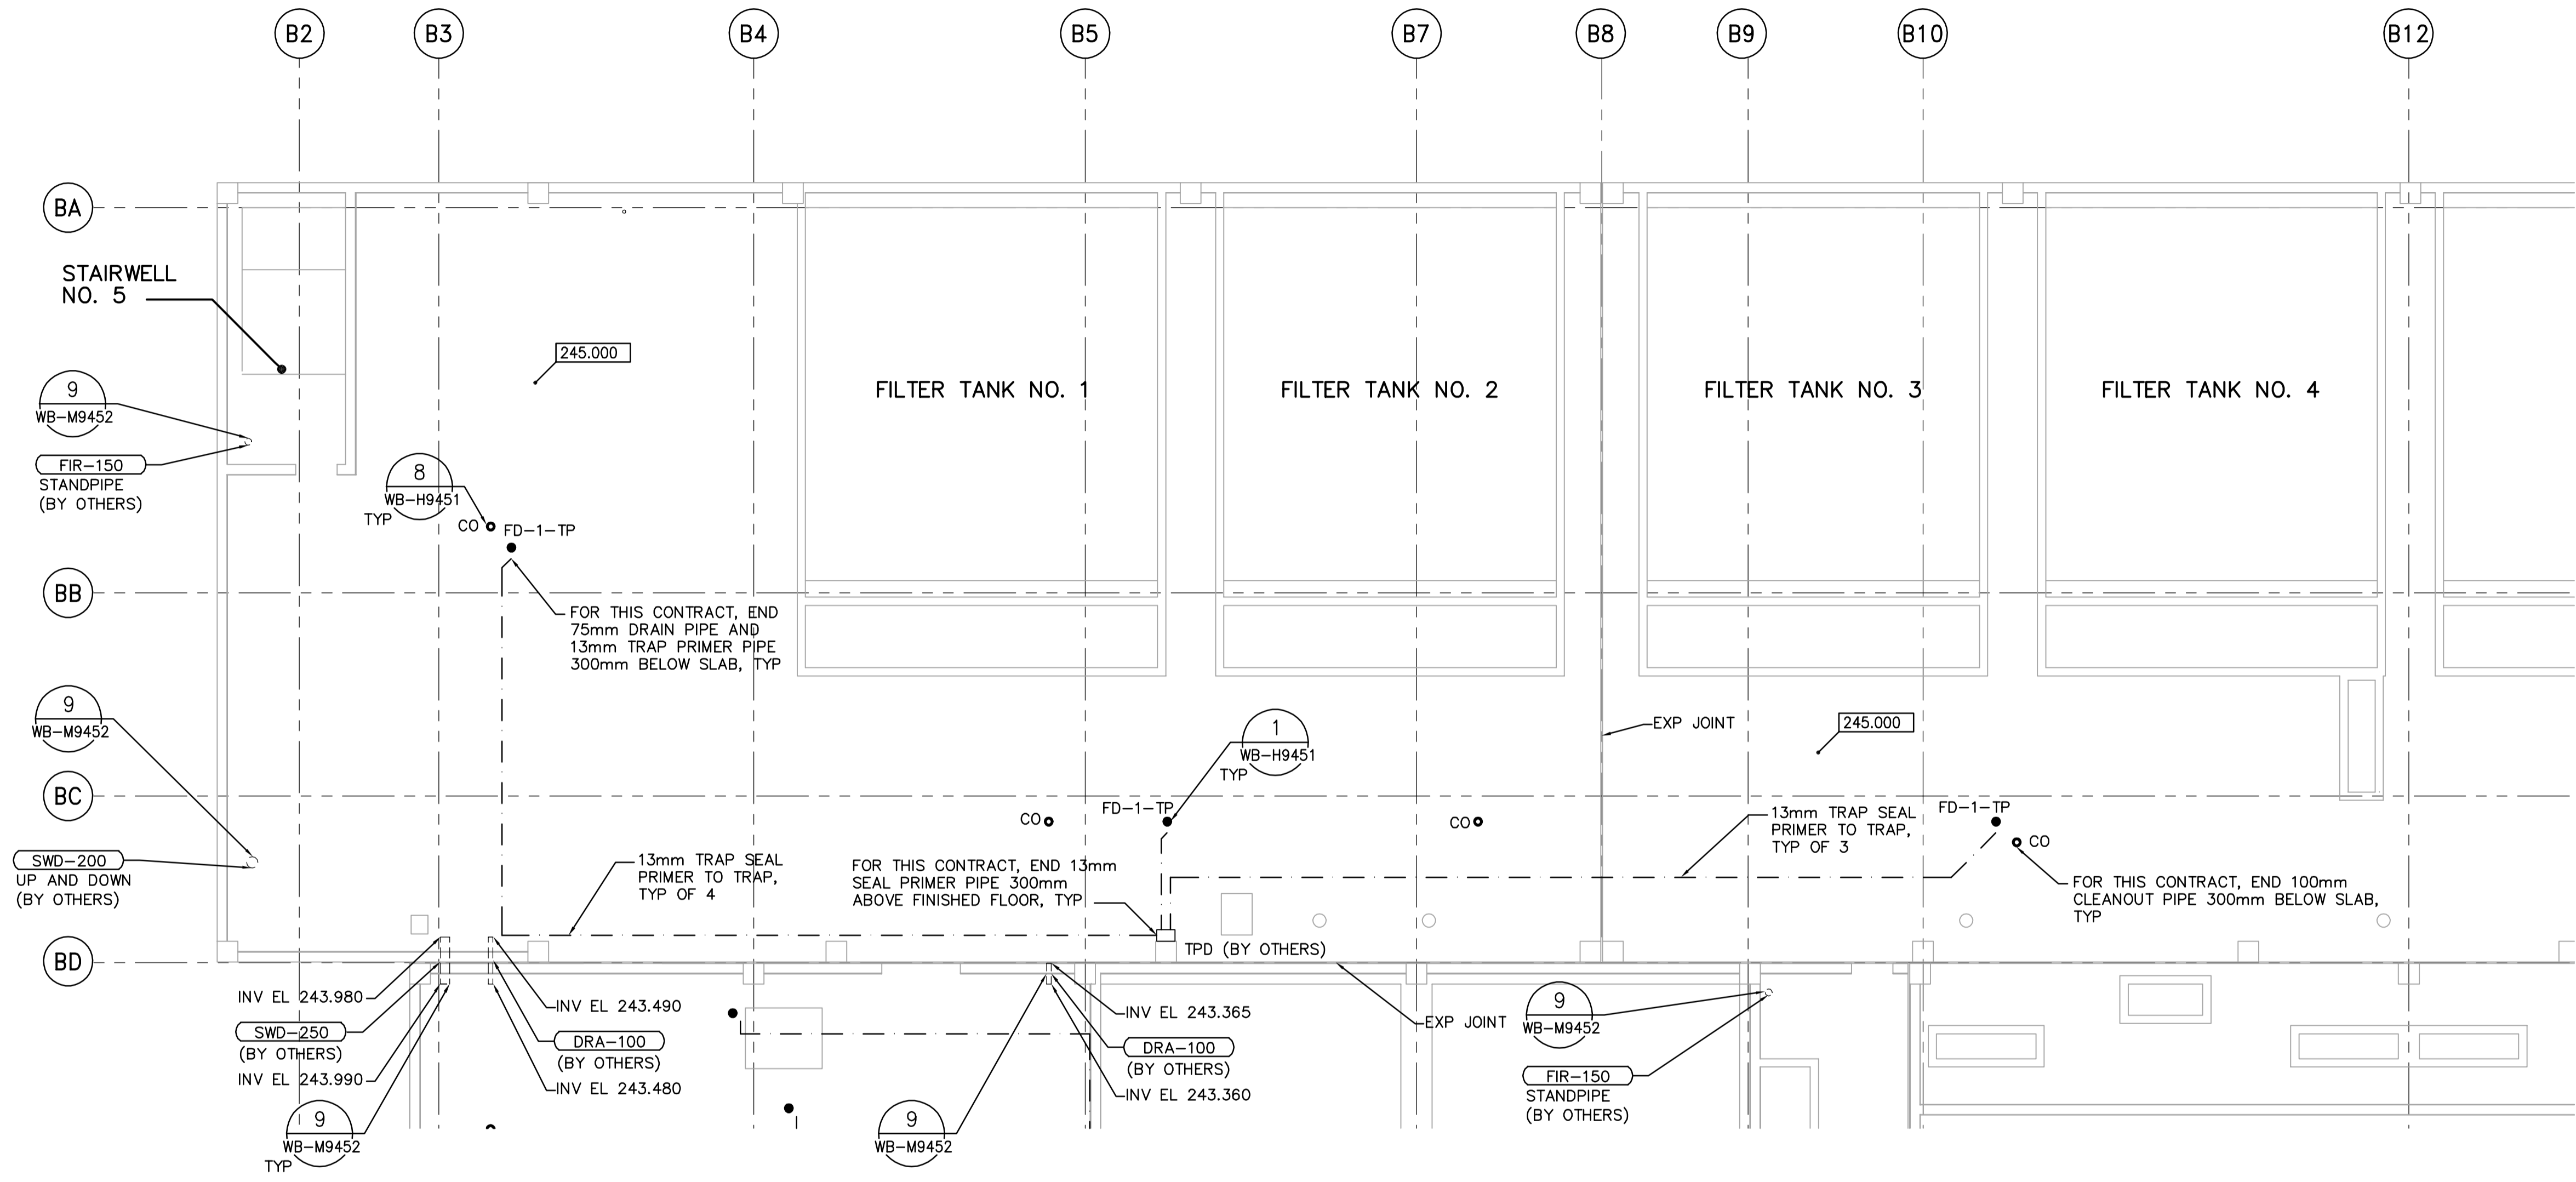 B2
B3
B4
B5
B7
B8
B9
B10
B12
BA
STAIRWELL
NO. 5
245.000
FILTER TANK NO. 1
FILTER TANK NO. 2
FILTER TANK NO. 3
FILTER TANK NO. 4
9
WB-M9452
FIR-150
STANDPIPE
(BY OTHERS)
8
WB-H9451
TYP
CO
FD-1-TP
BB
FOR THIS CONTRACT, END
75mm DRAIN PIPE AND
13mm TRAP PRIMER PIPE
300mm BELOW SLAB, TYP
9
WB-M9452
1
WB-H9451
TYP
EXP JOINT
245.000
BC
CO
FD-1-TP
CO
13mm TRAP SEAL
PRIMER TO TRAP,
TYP OF 3
FD-1-TP
CO
SWD-200
UP AND DOWN
(BY OTHERS)
13mm TRAP SEAL
PRIMER TO TRAP,
TYP OF 4
FOR THIS CONTRACT, END 13mm
SEAL PRIMER PIPE 300mm
ABOVE FINISHED FLOOR, TYP
FOR THIS CONTRACT, END 100mm
CLEANOUT PIPE 300mm BELOW SLAB,
TYP
BD
TPD (BY OTHERS)
INV EL 243.980
SWD-250
(BY OTHERS)
INV EL 243.990
INV EL 243.490
DRA-100
(BY OTHERS)
INV EL 243.480
INV EL 243.365
DRA-100
(BY OTHERS)
INV EL 243.360
EXP JOINT
9
WB-M9452
FIR-150
STANDPIPE
(BY OTHERS)
9
WB-M9452
TYP
9
WB-M9452